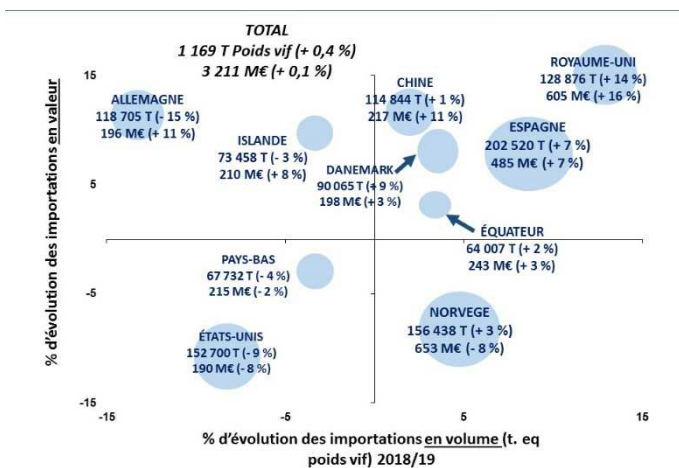 TOTAL
1 169 T Poids vif (+ 0,4 %)
3 211 M€ (+ 0,1 %)
ROYAUME-UNI
128 876 T (+ 14 %)
605 M€ (+ 16 %)
CHINE
114 844 T (+ 1 %)
217 M€ (+ 11 %)
ALLEMAGNE
118 705 T (- 15 %)
196 M€ (+ 11 %)
ESPAGNE
202 520 T (+ 7 %)
485 M€ (+ 7 %)
ISLANDE
73 458 T (- 3 %)
210 M€ (+ 8 %)
DANEMARK
90 065 T (+ 9 %)
198 M€ (+ 3 %)
ÉQUATEUR
64 007 T (+ 2 %)
243 M€ (+ 3 %)
PAYS-BAS
67 732 T (- 4 %)
215 M€ (- 2 %)
NORVEGE
156 438 T (+ 3 %)
653 M€ (- 8 %)
ÉTATS-UNIS
152 700 T (- 9 %)
190 M€ (- 8 %)
% d'évolution des importations en valeur
15
5
-5
-15
-15
-5
5
15
% d'évolution des importations en volume (t. eq
poids vif) 2018/19